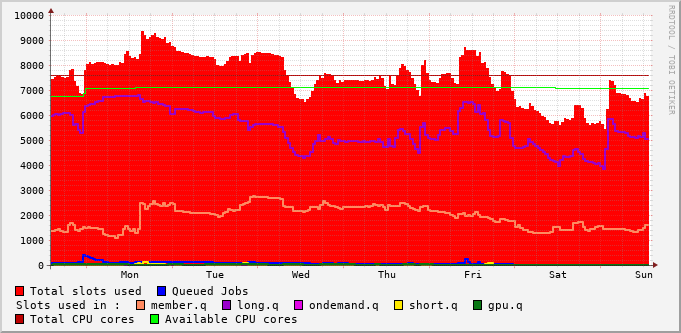 10000
9000
8000
7000
6000
5000
4000
3000
2000
1000
0
Mon Tue Wed Thu Fri Sat Sun
RRDTOOL / TOBI OETIKER
Total slots used Queued Jobs
Slots used in : member.q long.q ondemand.q short.q gpu.q
Total CPU cores Available CPU cores